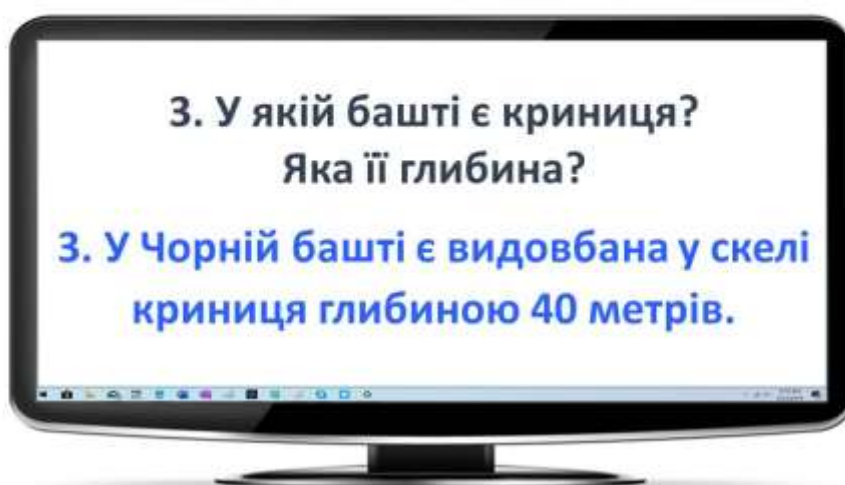 3. У якій башті є криниця?
Яка її глибина?
3. У Чорній башті є видовбана у скелі
криниця глибиною 40 метрів.